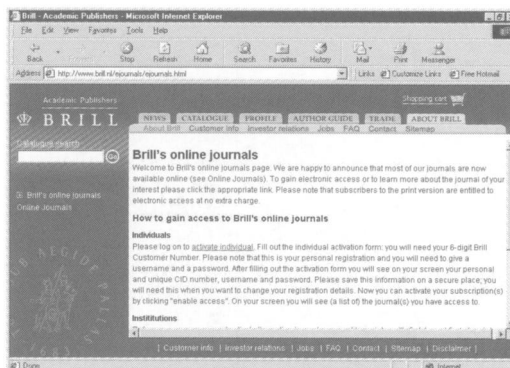 Brill - Academic Publishers - Microsoft Internet Explorer
File Edit View Favorites Tools Help
Back Stop Refresh Home Search Favorites History Mail Print Messenger
Address http://www.brill.nl/ejournals/ejournals.html Links Customize Links Free Hotmail
Academic Publishers
Shopping cart
BRILL
NEWS CATALOGUE PROFILE AUTHOR GUIDE TRADE ABOUT BRILL
About Brill Customer info Investor relations Jobs FAQ Contact Sitemap
Catalogue search
Go
Brill's online journals
Online Journals
Brill's online journals
Welcome to Brill's online journals page. We are happy to announce that most of our journals are now
available online (see Online Journals). To gain electronic access or to learn more about the journal of your
interest please click the appropriate link. Please note that subscribers to the print version are entitled to
electronic access at no extra charge.
How to gain access to Brill's online journals
Individuals
Please log on to activate individual. Fill out the individual activation form: you will need your 6-digit Brill
Customer Number. Please note that this is your personal registration and you will need to give a
username and a password. After filling out the activation form you will see on your screen your personal
and unique CID number, username and password. Please save this information on a secure place; you
will need this when you want to change your registration details. Now you can activate your subscription(s)
by clicking "enable access". On your screen you will see (a list of) the journal(s) you have access to.
Instititutions
| Customer info | Investor relations | Jobs | FAQ | Contact | Sitemap | Disclaimer |
Done Internet